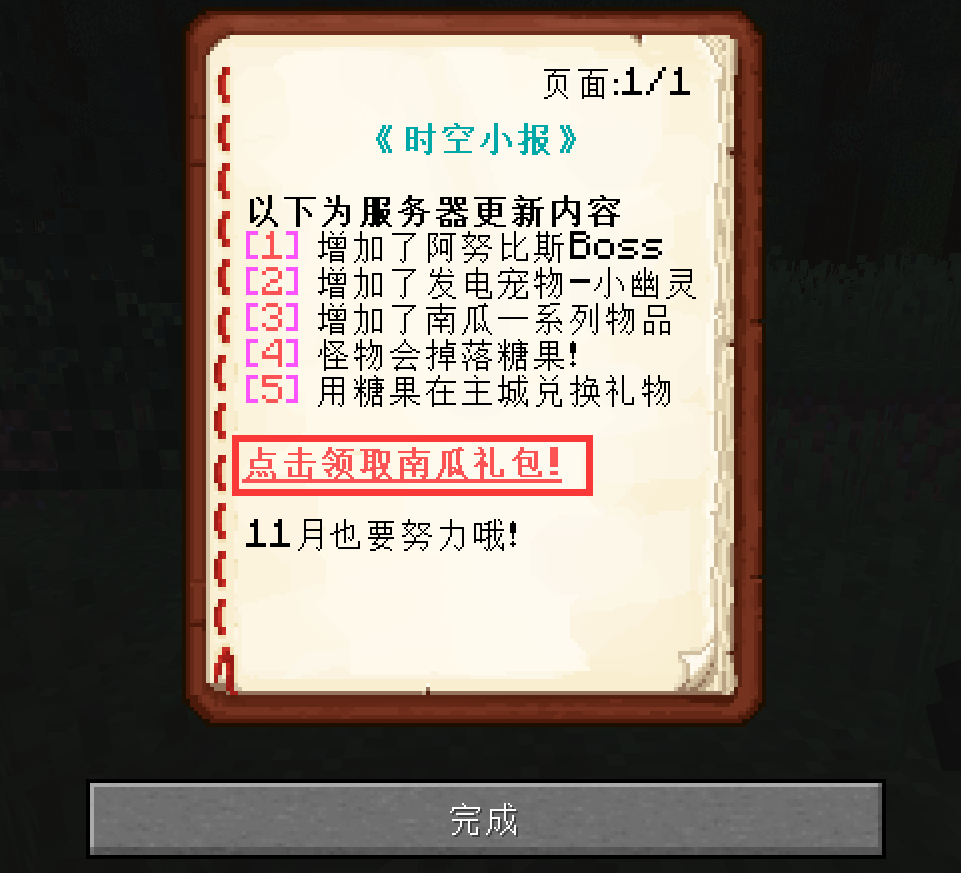 页面:1/1
《时空小报》
以下为服务器更新内容
[1] 增加了阿努比斯Boss
[2] 增加了发电宠物-小幽灵
[3] 增加了南瓜一系列物品
[4] 怪物会掉落糖果!
[5] 用糖果在主城兑换礼物
点击领取南瓜礼包!
11月也要努力哦!
完成